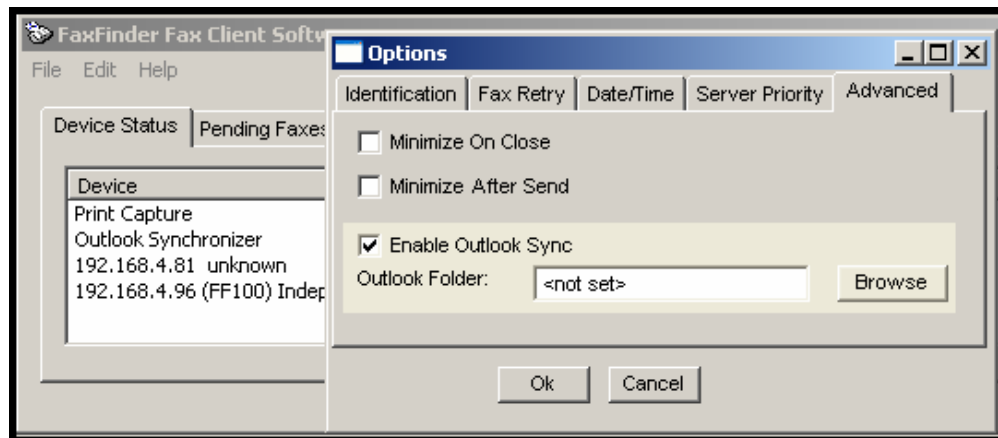 FaxFinder Fax Client Softw
File Edit Help
Device Status Pending Faxes
Device
Print Capture
Outlook Synchronizer
192.168.4.81 unknown
192.168.4.96 (FF100) Indep
Options
Identification Fax Retry Date/Time Server Priority Advanced
Minimize On Close
Minimize After Send
Enable Outlook Sync
Outlook Folder: <not set> Browse
Ok Cancel